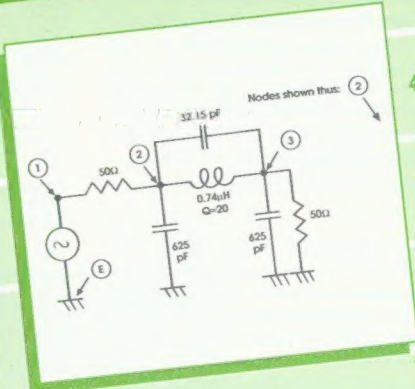 Nodes shown thus: 2
32.15 pF
1
50Ω
2
3
0.74μH
Q=20
625
pF
625
pF
50Ω
E
4